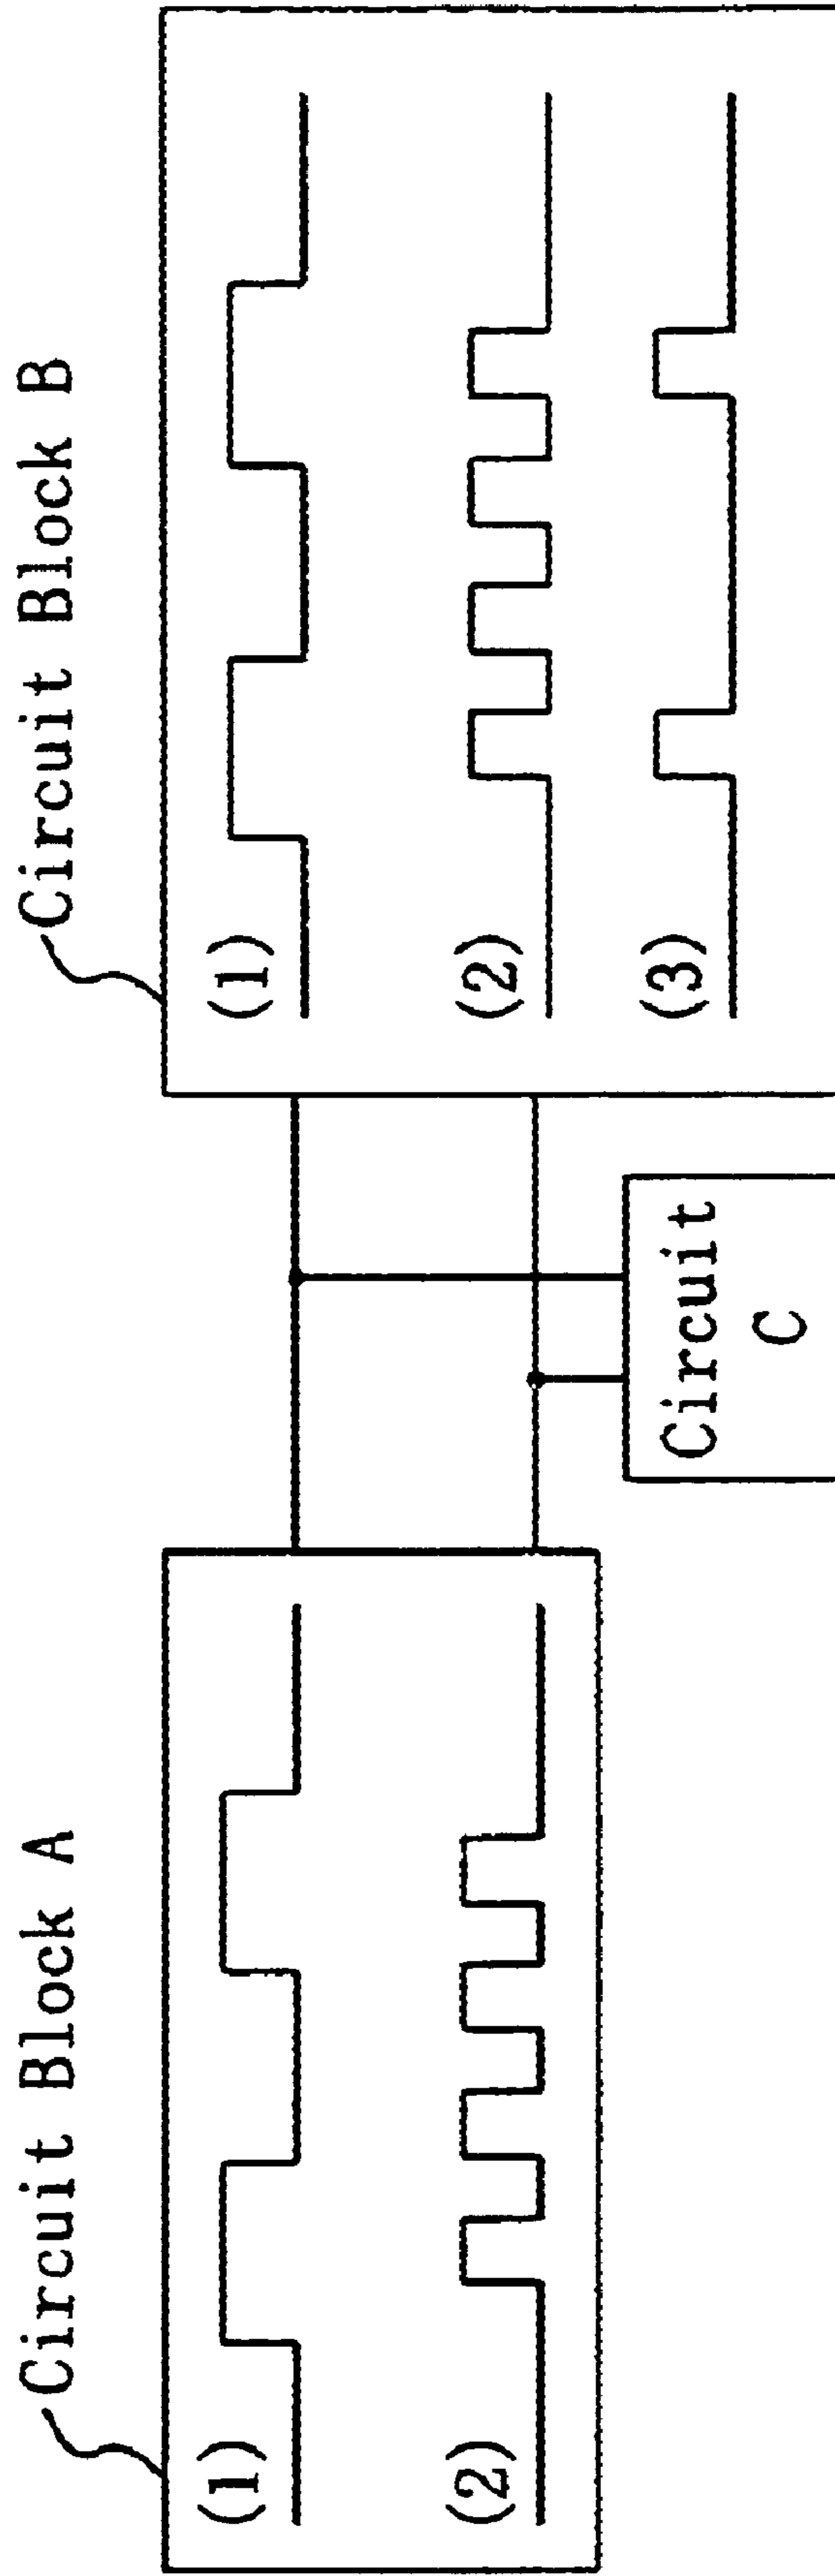 Circuit Block A
(1)
(2)
Circuit
C
Circuit Block B
(1)
(2)
(3)